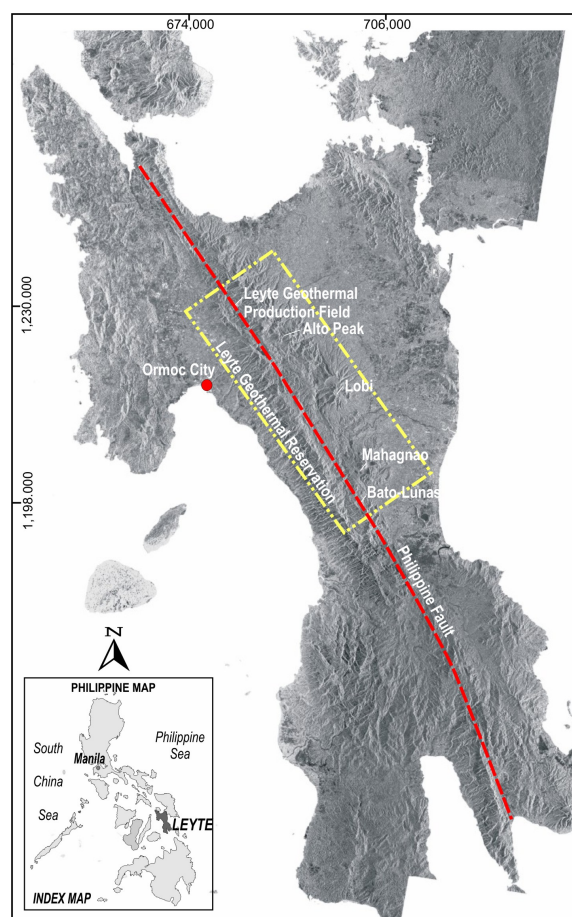 674,000
706,000
1,230.000
1,198.000
Leyte Geothermal
Production Field
Alto Peak
Ormoc City
Lobi
Leyte Geothermal Reservation
Mahagnao
Bato-Lunas
Philippine Fault
N
PHILIPPINE MAP
South
China
Sea
Philippine
Sea
Manila
LEYTE
INDEX MAP